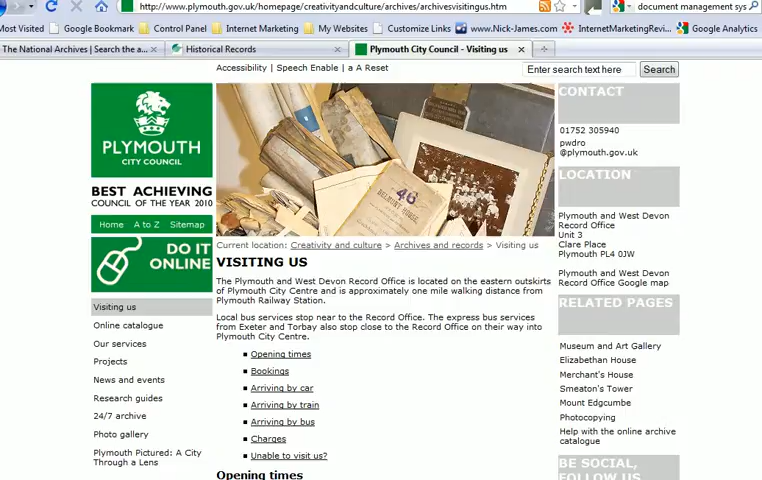 http://www.plymouth.gov.uk/homepage/creativityandculture/archives/archivesvisitingus.htm
document management sys
Most Visited Google Bookmark Control Panel Internet Marketing My Websites Customize Links www.Nick-James.com InternetMarketingRevi... Google Analytics
The National Archives | Search the a...
Historical Records
Plymouth City Council - Visiting us
Accessibility | Speech Enable | a A Reset
Enter search text here
Search
PLYMOUTH
CITY COUNCIL
BEST ACHIEVING
COUNCIL OF THE YEAR 2010
Home A to Z Sitemap
DO IT
ONLINE
Visiting us
Online catalogue
Our services
Projects
News and events
Research guides
24/7 archive
Photo gallery
Plymouth Pictured: A City
Through a Lens
46
BELMONT HOUSE
Current location: Creativity and culture > Archives and records > Visiting us
VISITING US
The Plymouth and West Devon Record Office is located on the eastern outskirts
of Plymouth City Centre and is approximately one mile walking distance from
Plymouth Railway Station.
Local bus services stop near to the Record Office. The express bus services
from Exeter and Torbay also stop close to the Record Office on their way into
Plymouth City Centre.
Opening times
Bookings
Arriving by car
Arriving by train
Arriving by bus
Charges
Unable to visit us?
Opening times
CONTACT
01752 305940
pwdro
@plymouth.gov.uk
LOCATION
Plymouth and West Devon
Record Office
Unit 3
Clare Place
Plymouth PL4 0JW
Plymouth and West Devon
Record Office Google map
RELATED PAGES
Museum and Art Gallery
Elizabethan House
Merchant's House
Smeaton's Tower
Mount Edgcumbe
Photocopying
Help with the online archive
catalogue
BE SOCIAL,
FOLLOW US